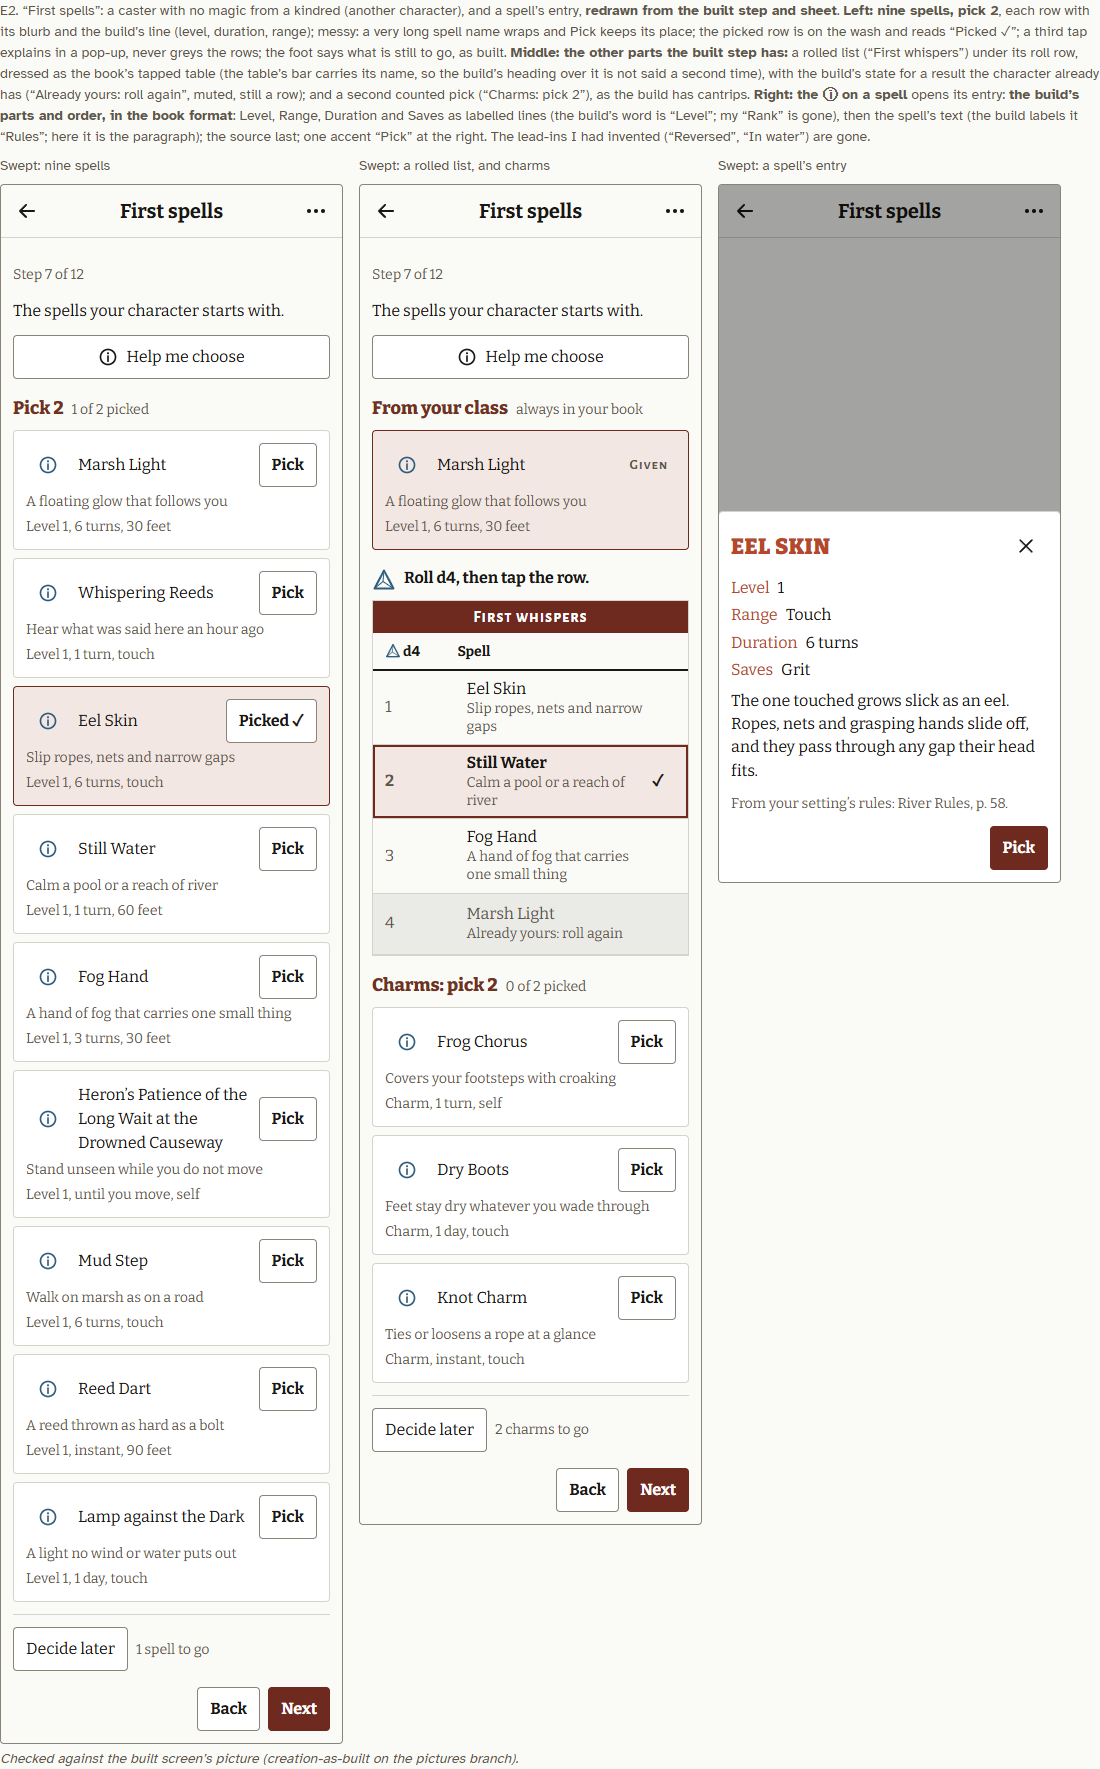 E2. “First spells”: a caster with no magic from a kindred (another character), and a spell’s entry, redrawn from the built step and sheet. Left: nine spells, pick 2, each row with
its blurb and the build’s line (level, duration, range); messy: a very long spell name wraps and Pick keeps its place; the picked row is on the wash and reads “Picked ✓”; a third tap
explains in a pop-up, never greys the rows; the foot says what is still to go, as built. Middle: the other parts the built step has: a rolled list (“First whispers”) under its roll row,
dressed as the book’s tapped table (the table’s bar carries its name, so the build’s heading over it is not said a second time), with the build’s state for a result the character already
has (“Already yours: roll again”, muted, still a row); and a second counted pick (“Charms: pick 2”), as the build has cantrips. Right: the ⓘ on a spell opens its entry: the build’s
parts and order, in the book format: Level, Range, Duration and Saves as labelled lines (the build’s word is “Level”; my “Rank” is gone), then the spell’s text (the build labels it
“Rules”; here it is the paragraph); the source last; one accent “Pick” at the right. The lead-ins I had invented (“Reversed”, “In water”) are gone.
Swept: nine spells
First spells
Step 7 of 12
The spells your character starts with.
Help me choose
Pick 2 1 of 2 picked
Marsh Light
Pick
A floating glow that follows you
Level 1, 6 turns, 30 feet
Whispering Reeds
Pick
Hear what was said here an hour ago
Level 1, 1 turn, touch
Eel Skin
Picked ✓
Slip ropes, nets and narrow gaps
Level 1, 6 turns, touch
Still Water
Pick
Calm a pool or a reach of river
Level 1, 1 turn, 60 feet
Fog Hand
Pick
A hand of fog that carries one small thing
Level 1, 3 turns, 30 feet
Heron’s Patience of the
Long Wait at the
Drowned Causeway
Pick
Stand unseen while you do not move
Level 1, until you move, self
Mud Step
Pick
Walk on marsh as on a road
Level 1, 6 turns, touch
Reed Dart
Pick
A reed thrown as hard as a bolt
Level 1, instant, 90 feet
Lamp against the Dark
Pick
A light no wind or water puts out
Level 1, 1 day, touch
Decide later 1 spell to go
Back Next
Swept: a rolled list, and charms
First spells
Step 7 of 12
The spells your character starts with.
Help me choose
From your class always in your book
Marsh Light
GIVEN
A floating glow that follows you
Level 1, 6 turns, 30 feet
Roll d4, then tap the row.
FIRST WHISPERS
d4 Spell
1 Eel Skin
Slip ropes, nets and narrow
gaps
2 Still Water ✓
Calm a pool or a reach of
river
3 Fog Hand
A hand of fog that carries
one small thing
4 Marsh Light
Already yours: roll again
Charms: pick 2 0 of 2 picked
Frog Chorus
Pick
Covers your footsteps with croaking
Charm, 1 turn, self
Dry Boots
Pick
Feet stay dry whatever you wade through
Charm, 1 day, touch
Knot Charm
Pick
Ties or loosens a rope at a glance
Charm, instant, touch
Decide later 2 charms to go
Back Next
Swept: a spell’s entry
First spells
EEL SKIN
Level 1
Range Touch
Duration 6 turns
Saves Grit
The one touched grows slick as an eel.
Ropes, nets and grasping hands slide off,
and they pass through any gap their head
fits.
From your setting’s rules: River Rules, p. 58.
Pick
Checked against the built screen’s picture (creation-as-built on the pictures branch).